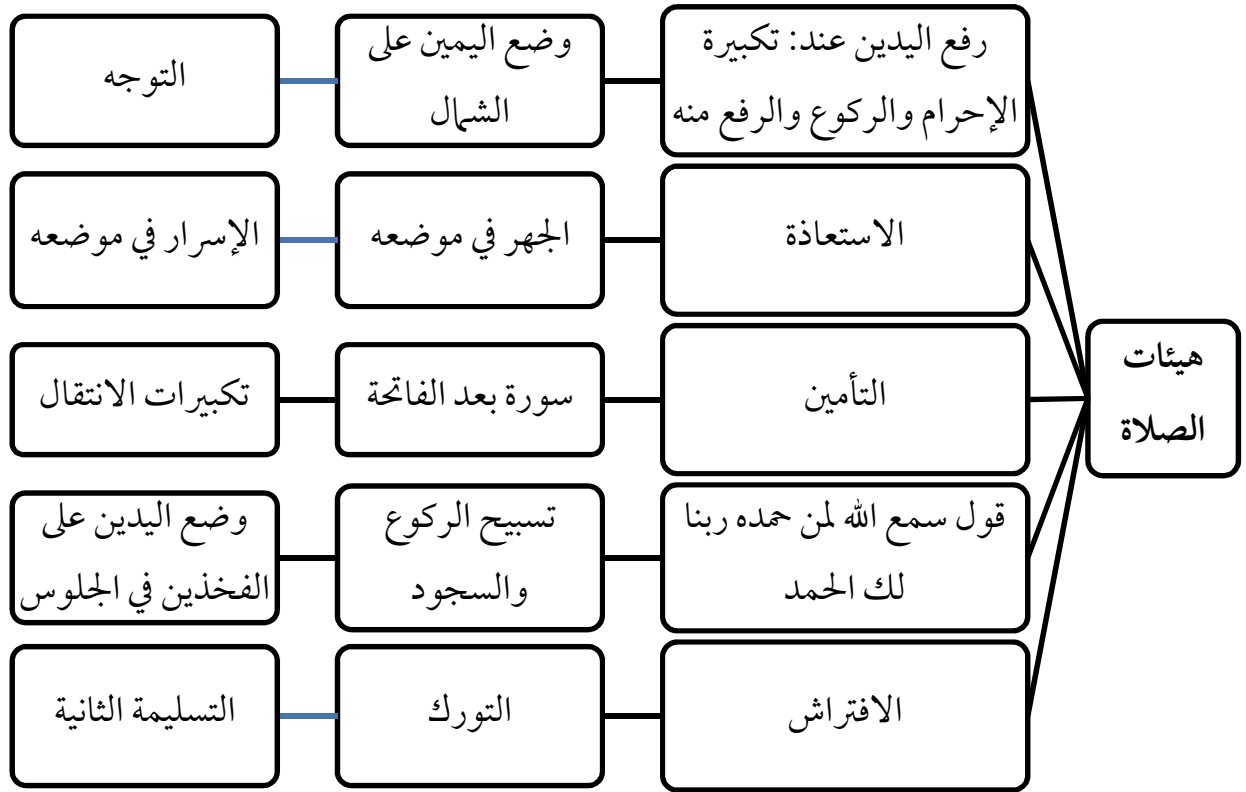 هيئات
الصلاة
رفع اليدين عند: تكبيرة
الإحرام والركوع والرفع منه
وضع اليمين على
الشمال
التوجه
الاستعاذة
الجهر في موضعه
الإسرار في موضعه
التأمين
سورة بعد الفاتحة
تكبيرات الانتقال
قول سمع الله لمن حمده ربنا
لك الحمد
تسبيح الركوع
والسجود
وضع اليدين على
الفخذين في الجلوس
الافتراش
التورك
التسليمة الثانية